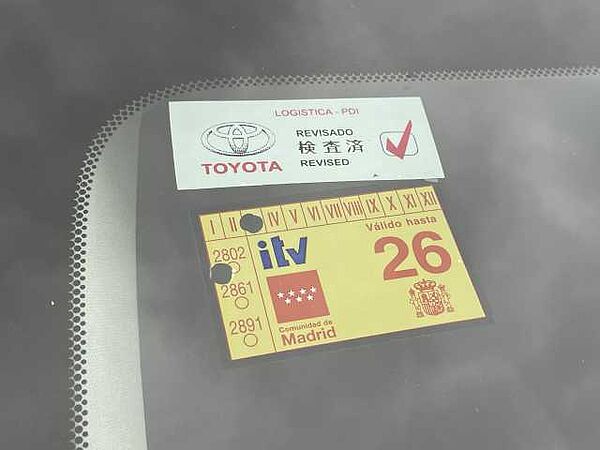 LOGISTICA - PDI
REVISADO
検査済
TOYOTA
REVISED
I II IV V VI VII VIII IX X XI XII
Válido hasta
2802
itv
26
2861
2891
Comunidad de
Madrid